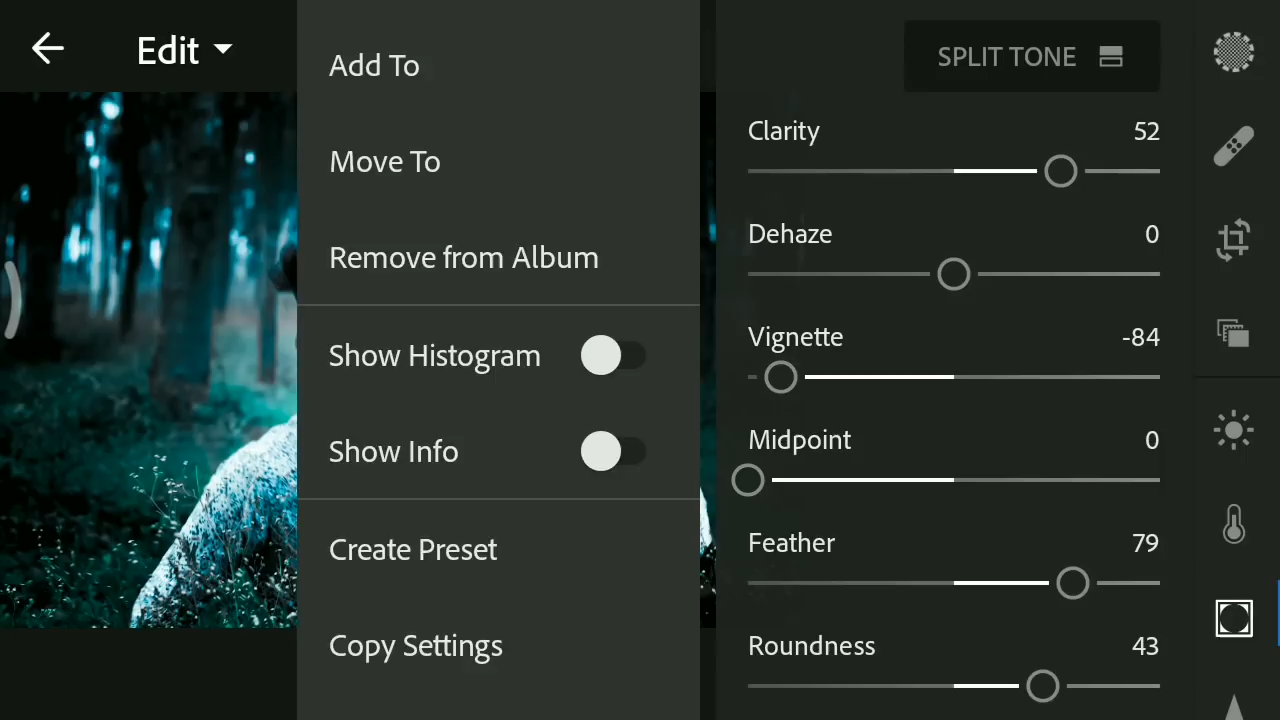 Edit
Add To
Move To
Remove from Album
Show Histogram
Show Info
Create Preset
Copy Settings
SPLIT TONE
Clarity 52
Dehaze 0
Vignette -84
Midpoint 0
Feather 79
Roundness 43